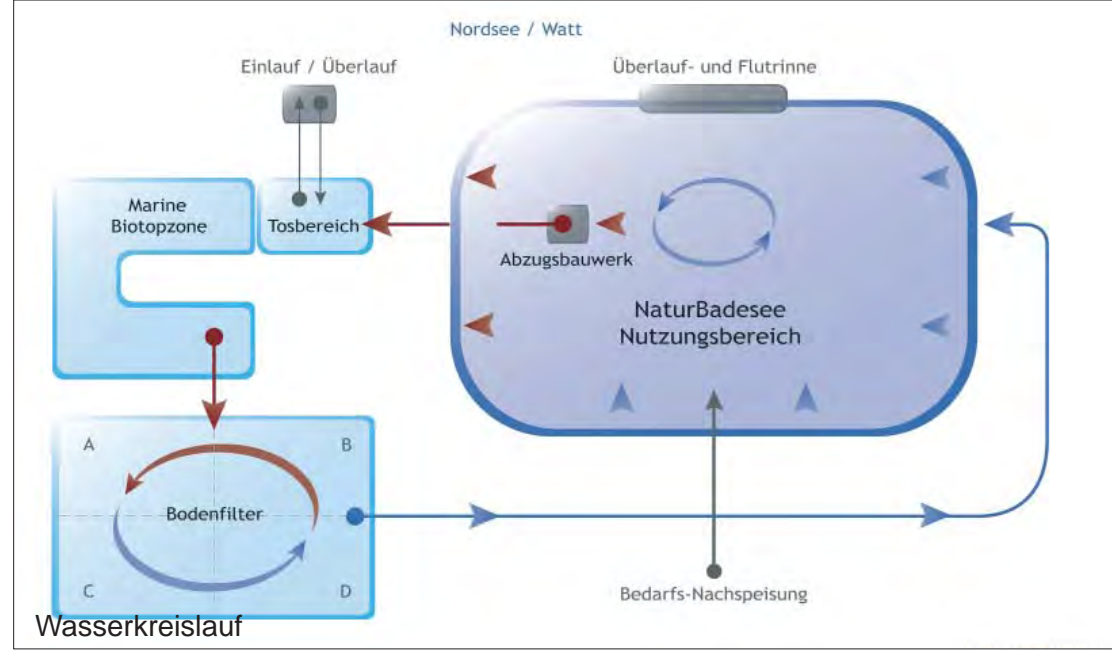 Nordsee / Watt
Einlauf / Überlauf
Überlauf- und Flutrinne
Marine
Biotopzone
Tosbereich
Abzugsbauwerk
NaturBadesee
Nutzungsbereich
A
B
Bodenfilter
C
D
Bedarfs-Nachspeisung
Wasserkreislauf